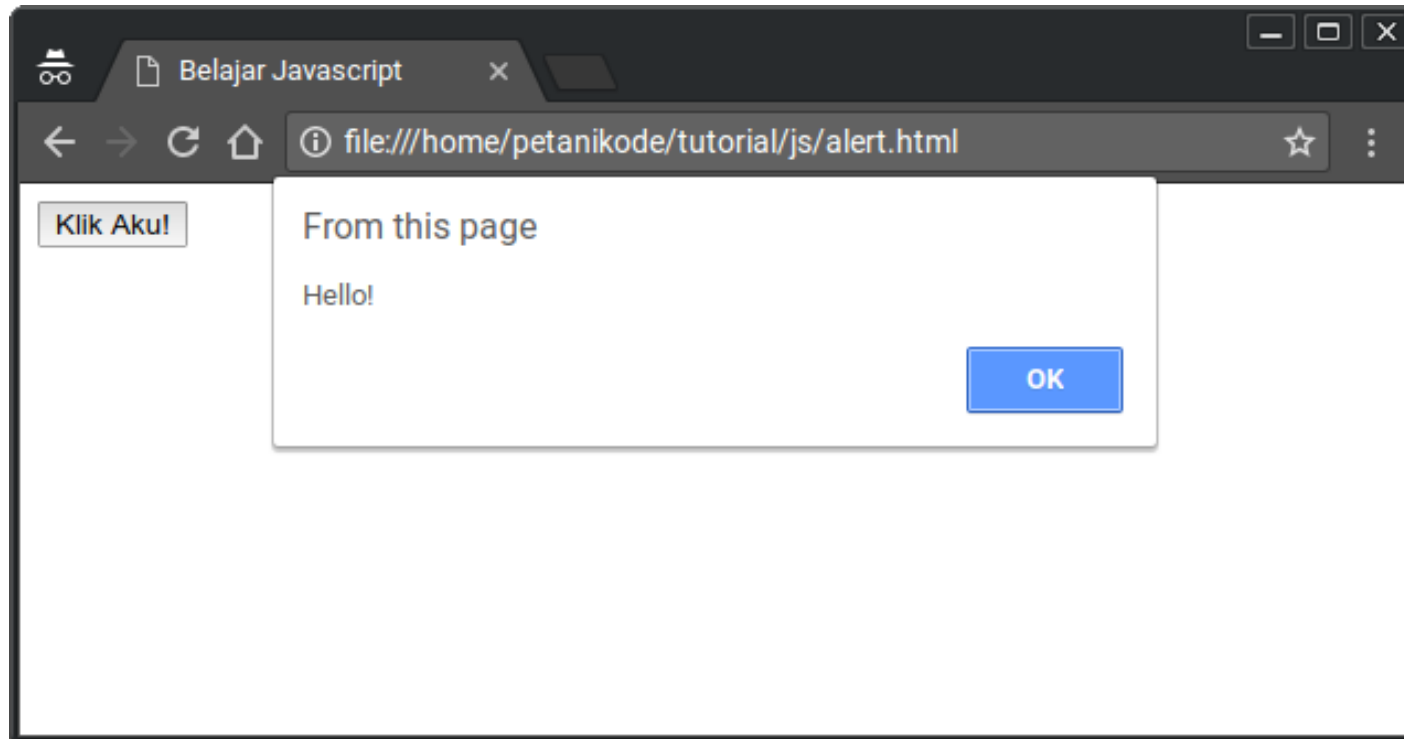 Belajar Javascript
file:///home/petanikode/tutorial/js/alert.html
Klik Aku!
From this page
Hello!
OK